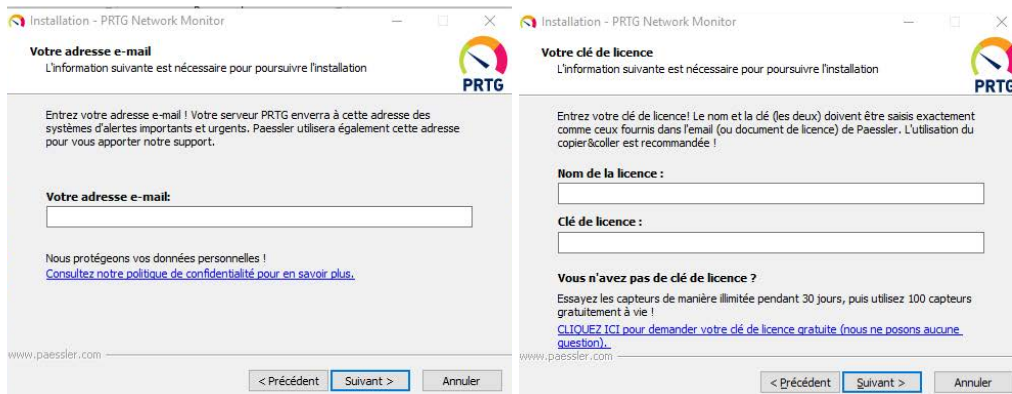 Installation - PRTG Network Monitor
Votre adresse e-mail
L'information suivante est nécessaire pour poursuivre l'installation
PRTG
Entrez votre adresse e-mail ! Votre serveur PRTG enverra à cette adresse des
systèmes d'alertes importants et urgents. Paessler utilisera également cette adresse
pour vous apporter notre support.
Votre adresse e-mail:
Nous protégeons vos données personnelles !
Consultez notre politique de confidentialité pour en savoir plus.
www.paessler.com
< Précédent
Suivant >
Annuler
Installation - PRTG Network Monitor
Votre clé de licence
L'information suivante est nécessaire pour poursuivre l'installation
PRTG
Entrez votre clé de licence! Le nom et la clé (les deux) doivent être saisis exactement
comme ceux fournis dans l'email (ou document de licence) de Paessler. L'utilisation du
copier&coller est recommandée !
Nom de la licence :
Clé de licence :
Vous n'avez pas de clé de licence ?
Essayez les capteurs de manière illimitée pendant 30 jours, puis utilisez 100 capteurs
gratuitement à vie !
CLIQUEZ ICI pour demander votre clé de licence gratuite (nous ne posons aucune
question).
www.paessler.com
< Précédent
Suivant >
Annuler